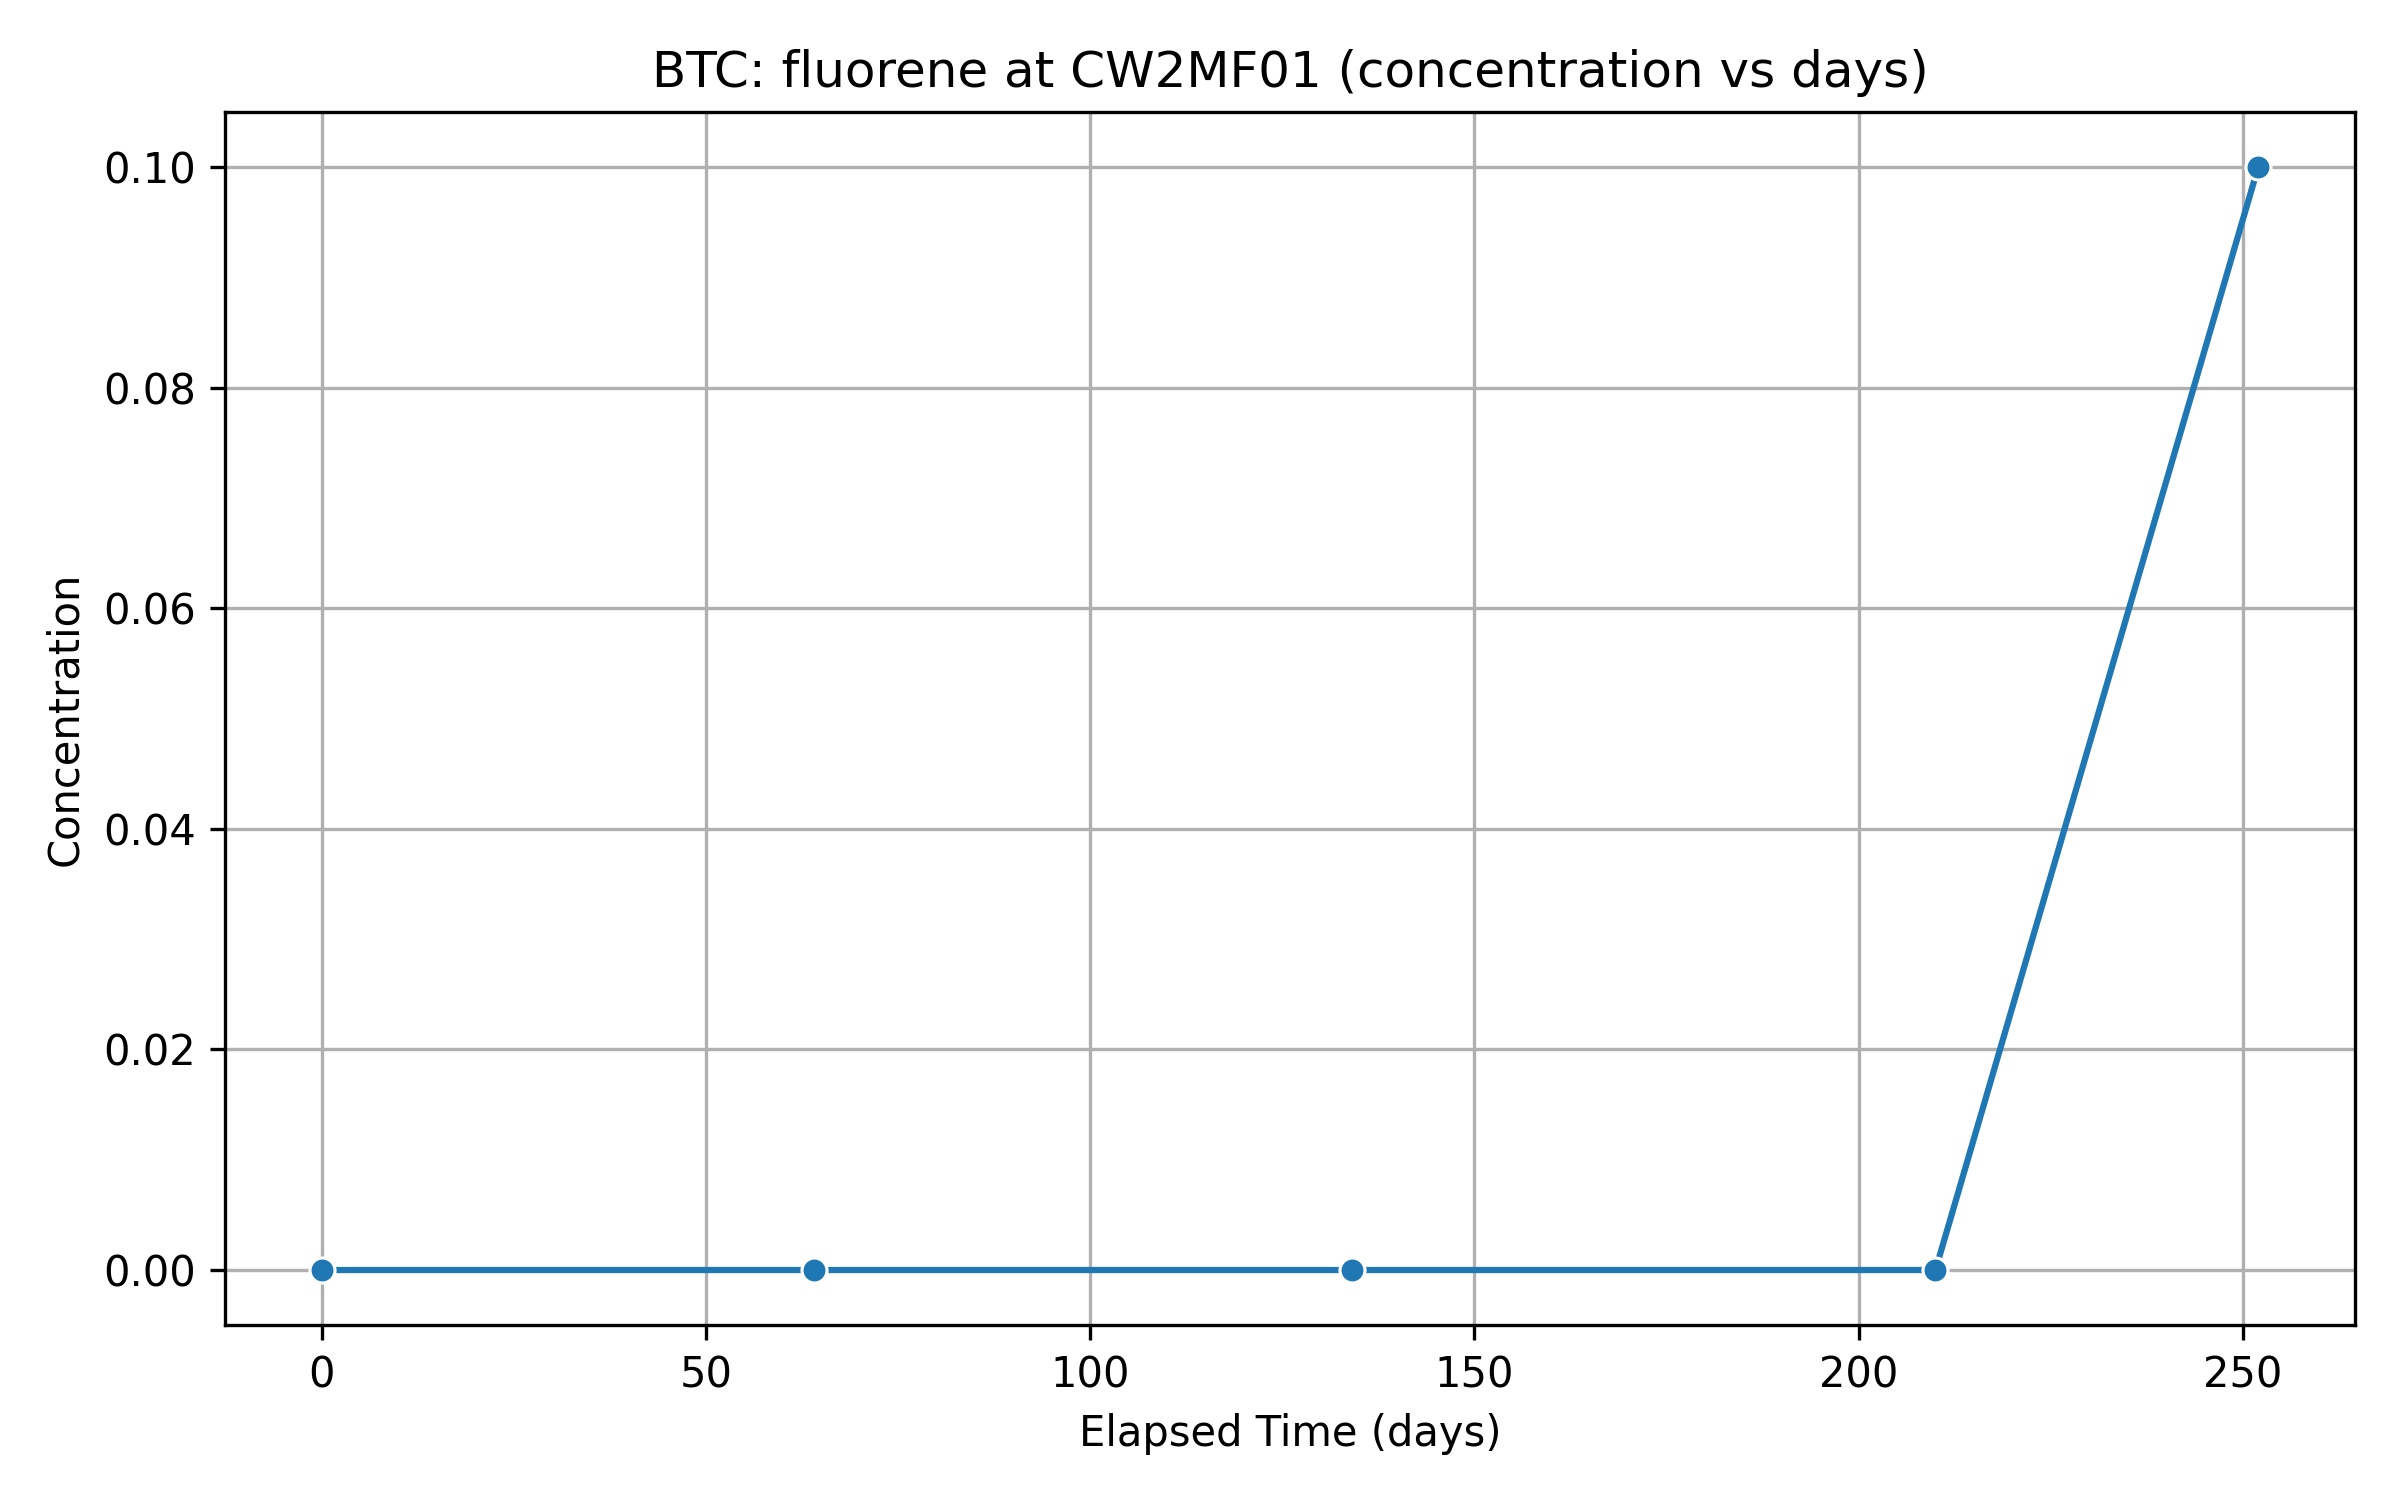 BTC: fluorene at CW2MF01 (concentration vs days)
0.10
0.08
0.06
0.04
0.02
0.00
Concentration
0 50 100 150 200 250
Elapsed Time (days)